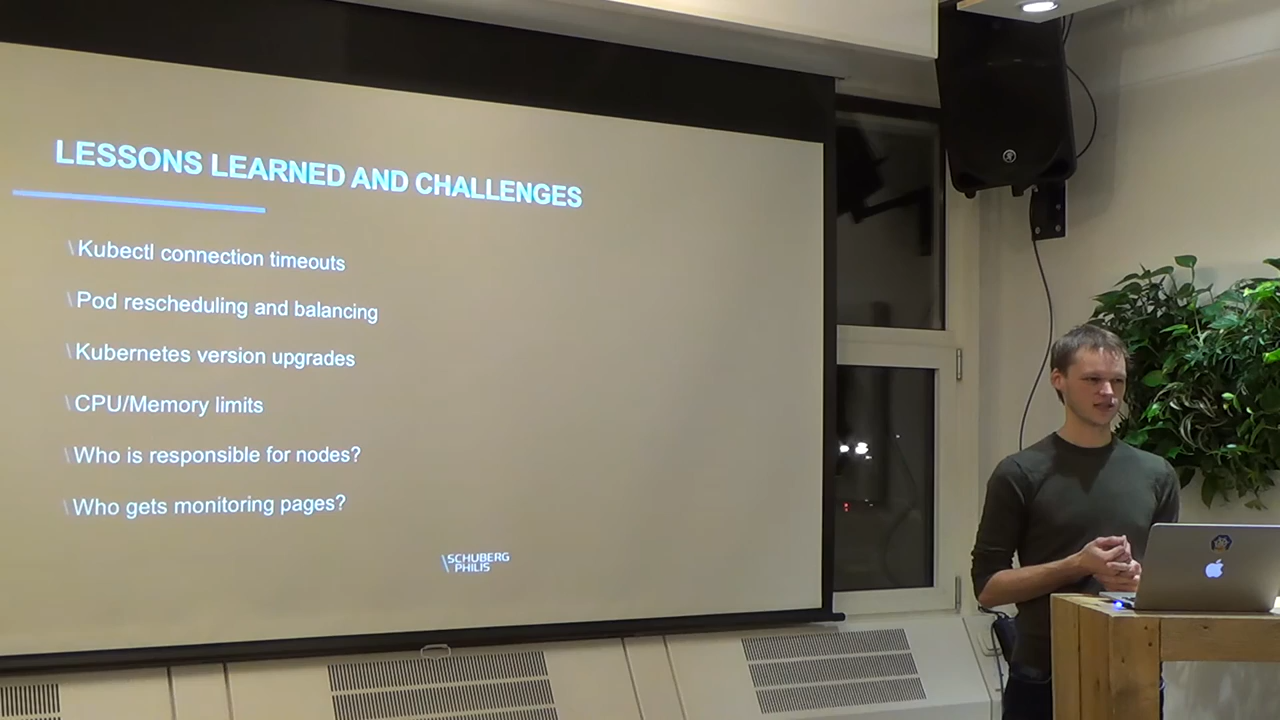 LESSONS LEARNED AND CHALLENGES
\Kubectl connection timeouts
\Pod rescheduling and balancing
\Kubernetes version upgrades
\CPU/Memory limits
\Who is responsible for nodes?
\Who gets monitoring pages?
\SCHUBERG
PHILIS